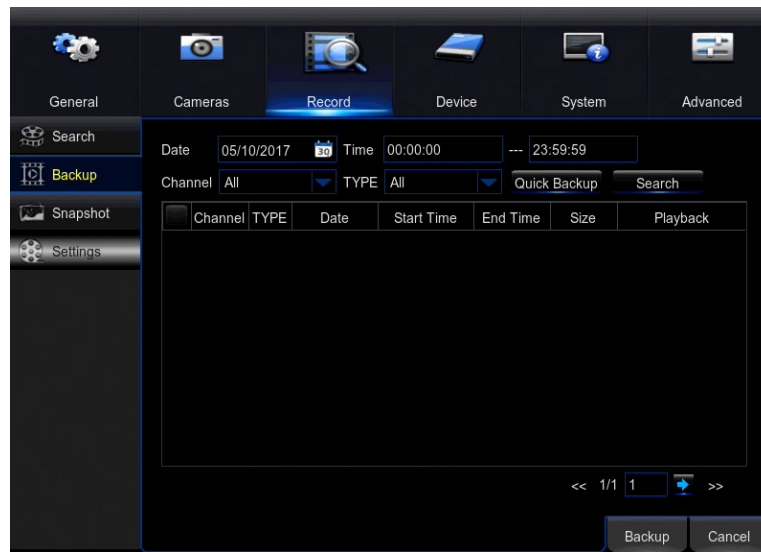 General Cameras Record Device System Advanced
Search
Backup
Snapshot
Settings
Date 05/10/2017 30 Time 00:00:00 --- 23:59:59
Channel All TYPE All Quick Backup Search
Channel TYPE Date Start Time End Time Size Playback
<< 1/1 1 >>
Backup Cancel